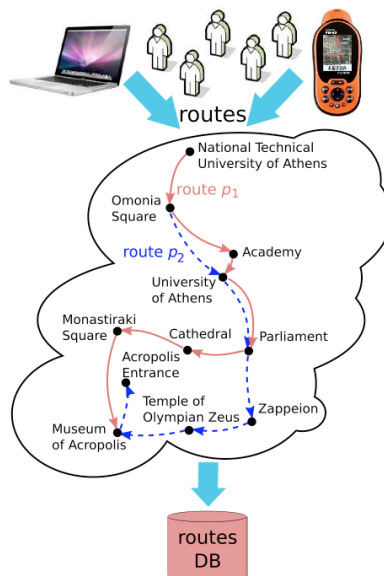 routes
National Technical
University of Athens
route p1
Omonia
Square
route p2
Academy
University
of Athens
Monastiraki
Square
Cathedral
Parliament
Acropolis
Entrance
Temple of
Olympian Zeus
Zappeion
Museum
of Acropolis
routes
DB